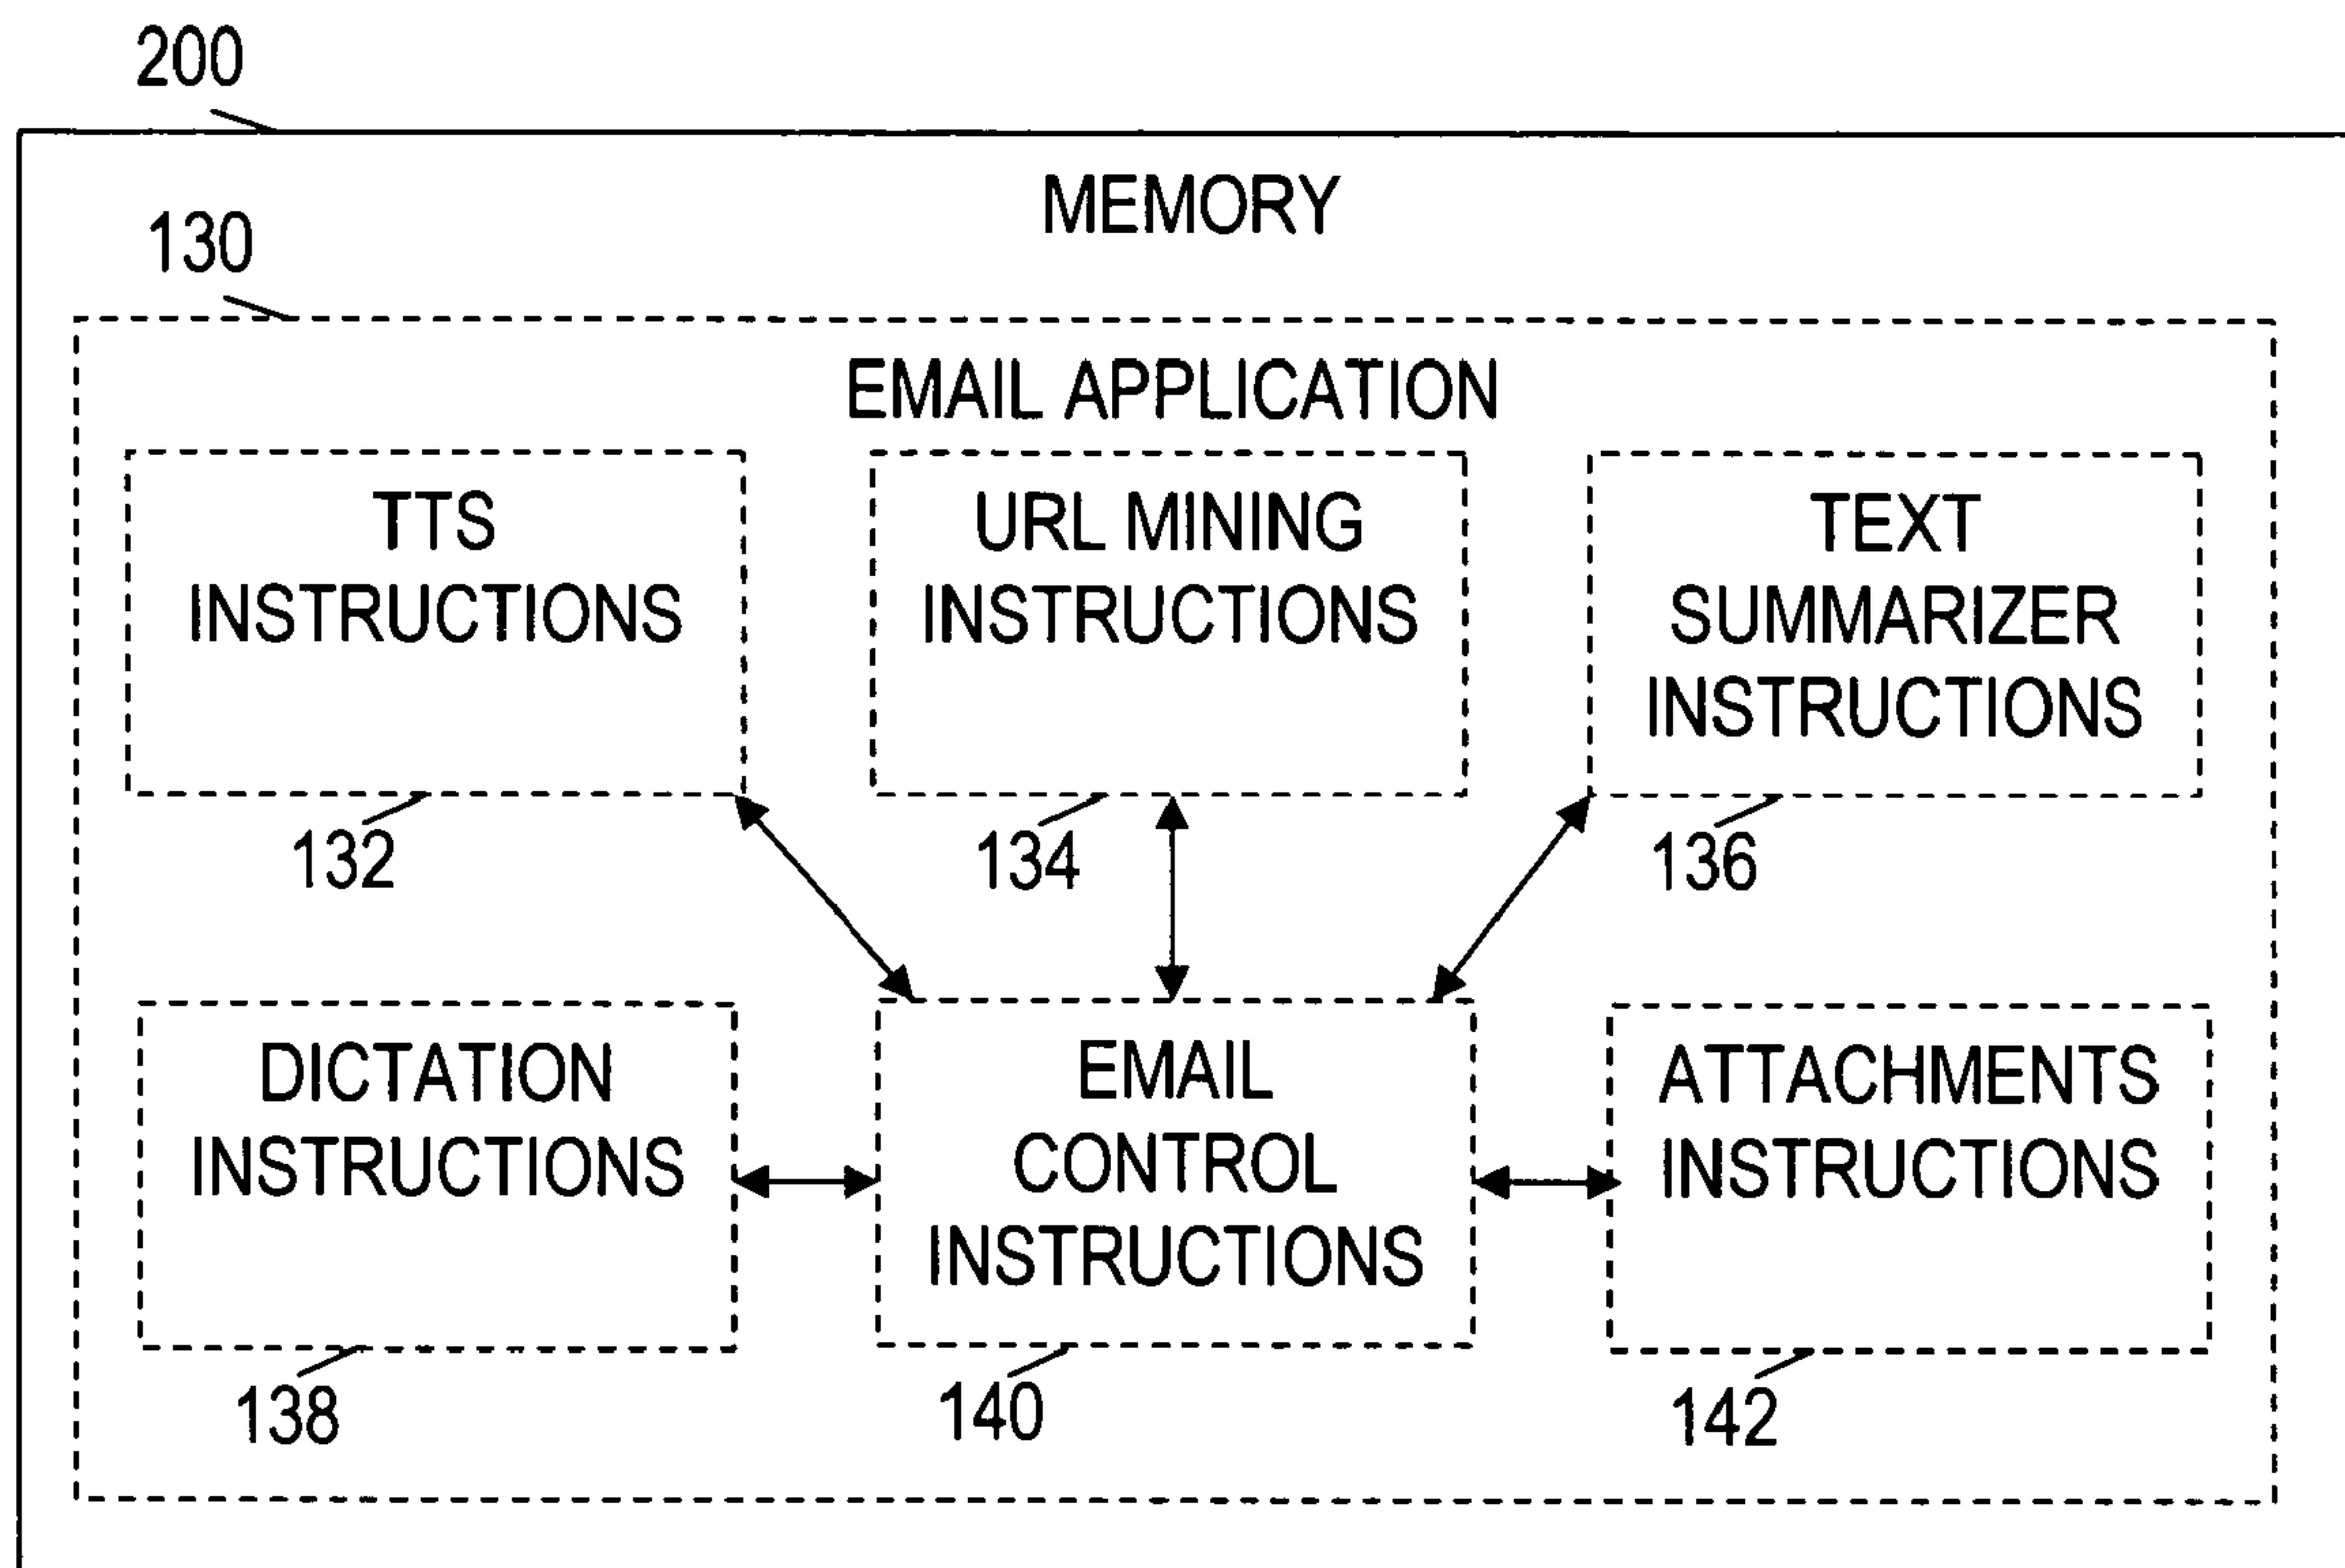 200
MEMORY
130
EMAIL APPLICATION
TTS
INSTRUCTIONS
132
URL MINING
INSTRUCTIONS
134
TEXT
SUMMARIZER
INSTRUCTIONS
136
DICTATION
INSTRUCTIONS
138
EMAIL
CONTROL
INSTRUCTIONS
140
ATTACHMENTS
INSTRUCTIONS
142